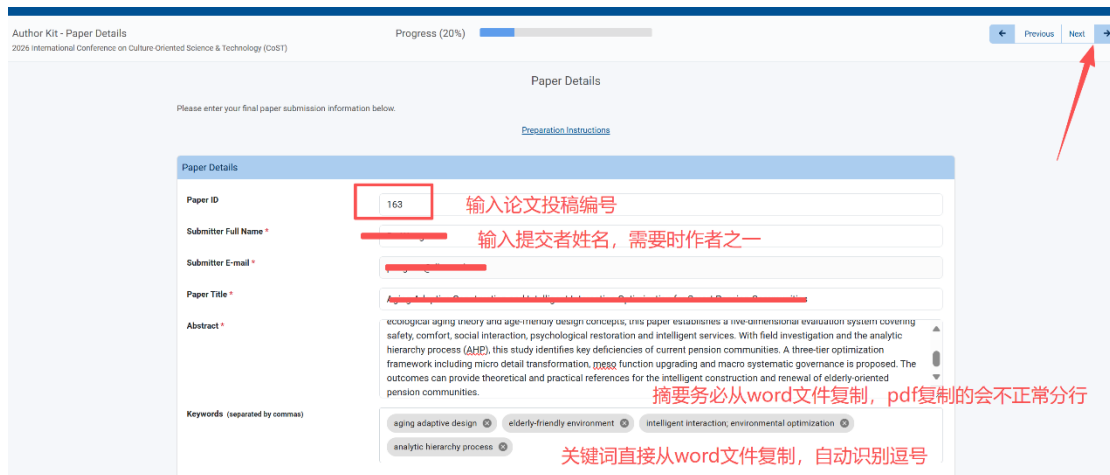 Author Kit - Paper Details
Progress (20%)
← Previous Next →
2026 International Conference on Culture-Oriented Science & Technology (CoST)
Paper Details
Please enter your final paper submission information below.
Preparation Instructions
Paper Details
Paper ID
163
输入论文投稿编号
Submitter Full Name *
输入提交者姓名，需要时作者之一
Submitter E-mail *
Paper Title *
Abstract *
ecological aging theory and age-friendly design concepts, this paper establishes a five-dimensional evaluation system covering
safety, comfort, social interaction, psychological restoration and intelligent services. With field investigation and the analytic
hierarchy process (AHP), this study identifies key deficiencies of current pension communities. A three-tier optimization
framework including micro detail transformation, meso function upgrading and macro systematic governance is proposed. The
outcomes can provide theoretical and practical references for the intelligent construction and renewal of elderly-oriented
pension communities.
摘要务必从word文件复制，pdf复制的会不正常分行
Keywords (separated by commas)
aging adaptive design
elderly-friendly environment
intelligent interaction; environmental optimization
analytic hierarchy process
关键词直接从word文件复制，自动识别逗号